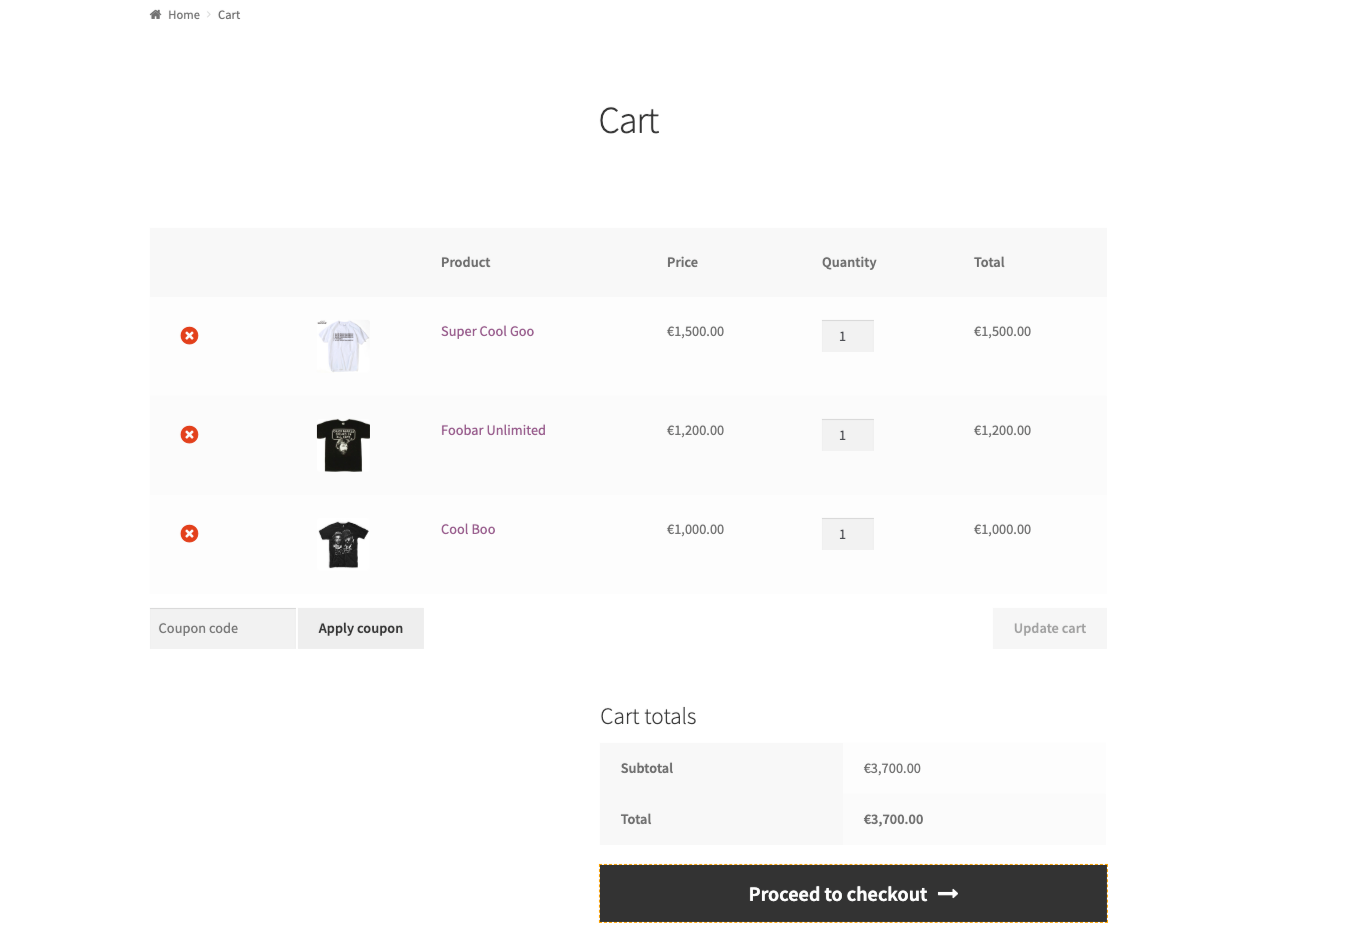 Home › Cart
Cart
Product Price Quantity Total
Super Cool Goo €1,500.00 1 €1,500.00
Foobar Unlimited €1,200.00 1 €1,200.00
Cool Boo €1,000.00 1 €1,000.00
Coupon code Apply coupon Update cart
Cart totals
Subtotal €3,700.00
Total €3,700.00
Proceed to checkout →